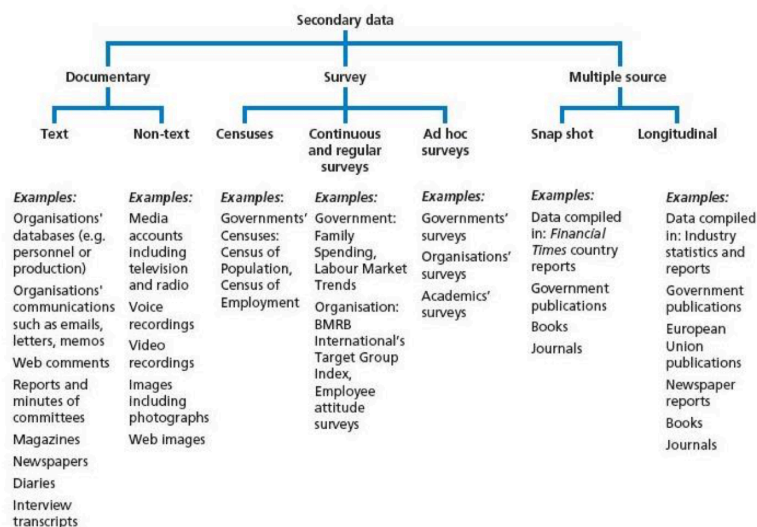 Secondary data
Documentary
Survey
Multiple source
Text
Non-text
Censuses
Continuous
and regular
surveys
Ad hoc
surveys
Snap shot
Longitudinal
Examples:
Organisations'
databases (e.g.
personnel or
production)
Organisations'
communications
such as emails,
letters, memos
Web comments
Reports and
minutes of
committees
Magazines
Newspapers
Diaries
Interview
transcripts
Examples:
Media
accounts
including
television
and radio
Voice
recordings
Video
recordings
Images
including
photographs
Web images
Examples:
Governments'
Censuses:
Census of
Population,
Census of
Employment
Examples:
Government:
Family
Spending,
Labour Market
Trends
Organisation:
BMRB
International's
Target Group
Index,
Employee
attitude
surveys
Examples:
Governments'
surveys
Organisations'
surveys
Academics'
surveys
Examples:
Data compiled
in: Financial
Times country
reports
Government
publications
Books
Journals
Examples:
Data compiled
in: Industry
statistics and
reports
Government
publications
European
Union
publications
Newspaper
reports
Books
Journals